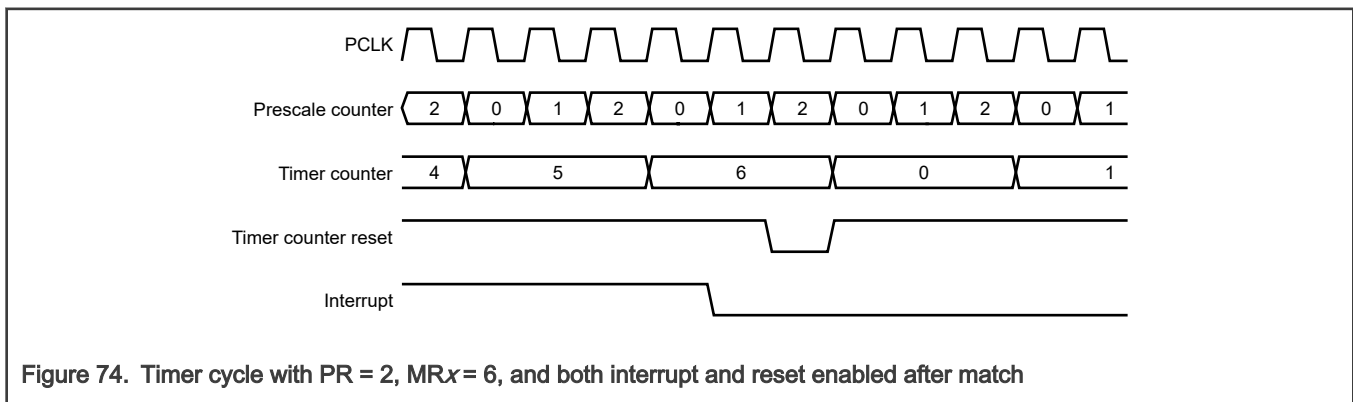 PCLK
Prescale counter 2 0 1 2 0 1 2 0 1 2 0 1
Timer counter 4 5 6 0 1
Timer counter reset
Interrupt
Figure 74. Timer cycle with PR = 2, MRx = 6, and both interrupt and reset enabled after match